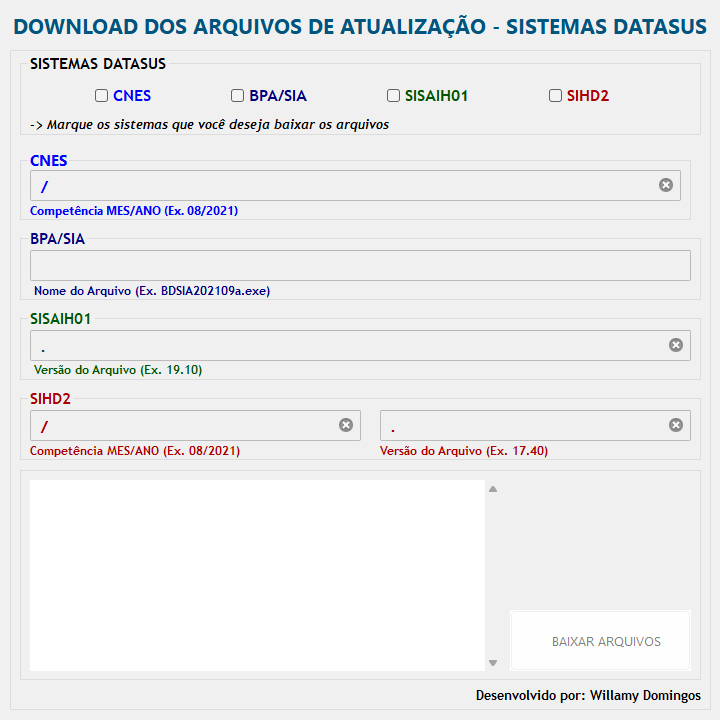 DOWNLOAD DOS ARQUIVOS DE ATUALIZAÇÃO - SISTEMAS DATASUS
SISTEMAS DATASUS
CNES BPA/SIA SISAIH01 SIHD2
-> Marque os sistemas que você deseja baixar os arquivos
CNES
/
Competência MES/ANO (Ex. 08/2021)
BPA/SIA
Nome do Arquivo (Ex. BDSIA202109a.exe)
SISAIH01
.
Versão do Arquivo (Ex. 19.10)
SIHD2
/ .
Competência MES/ANO (Ex. 08/2021) Versão do Arquivo (Ex. 17.40)
BAIXAR ARQUIVOS
Desenvolvido por: Willamy Domingos